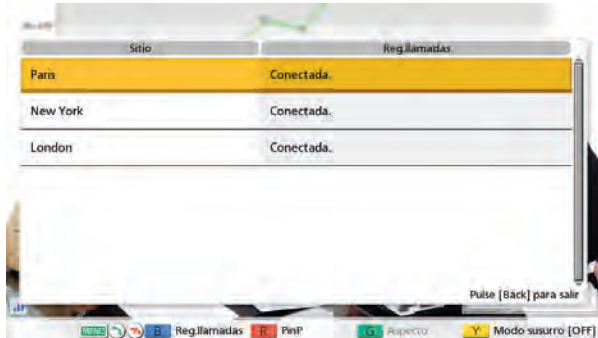 Sitio Reg.llamadas
Paris Conectada.
New York Conectada.
London Conectada.
Pulse [Back] para salir
MENU B Reg.llamadas R PinP G Aspecto Y Modo susurro [OFF]